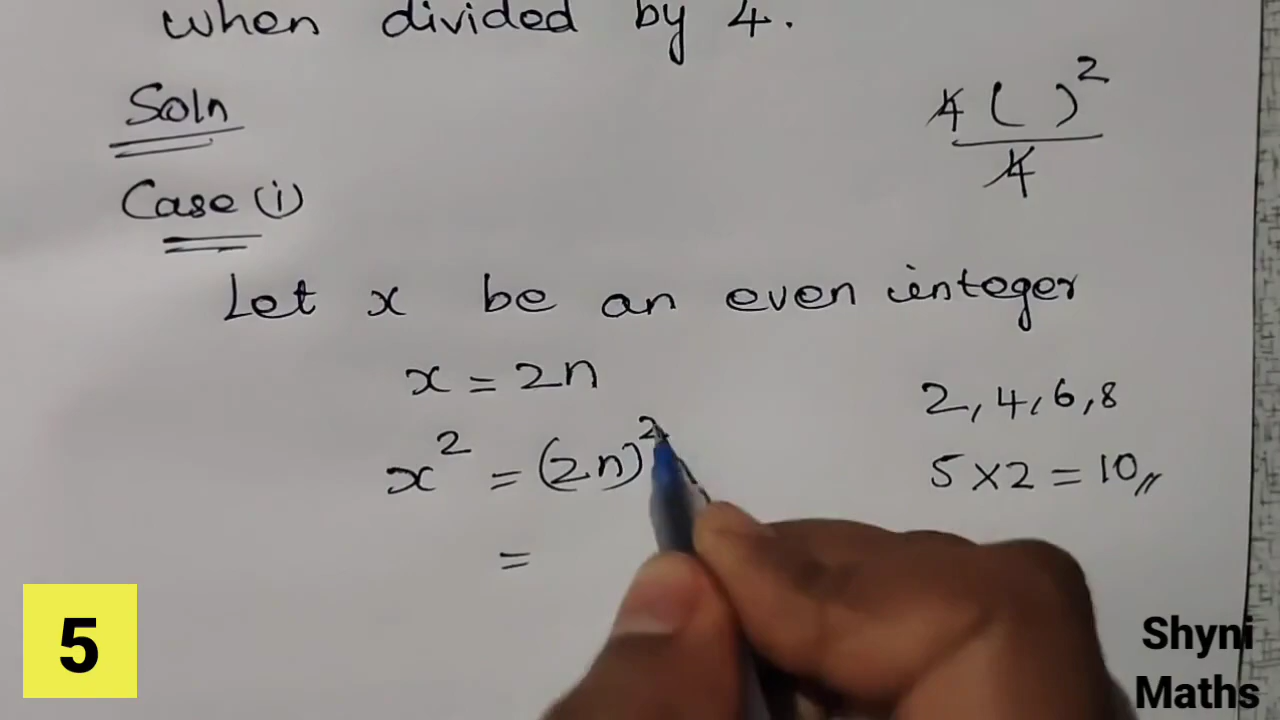 when divided by 4.
Soln
4 ( )²
4
Case (i)
Let x be an even integer
x = 2n
2, 4, 6, 8
x² = (2n)²
5 × 2 = 10,,
=
5
Shyni
Maths